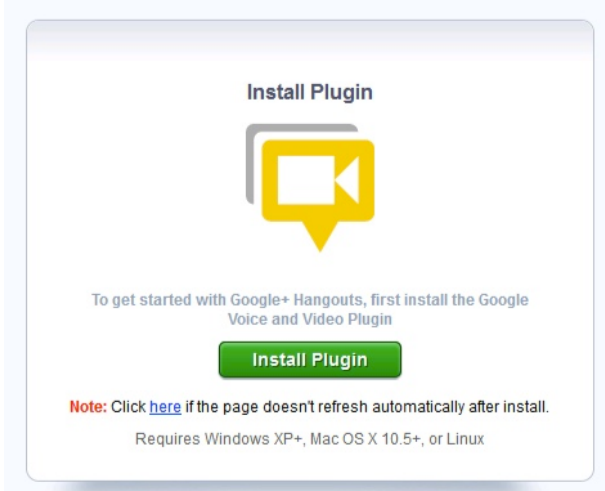 Install Plugin
To get started with Google+ Hangouts, first install the Google
Voice and Video Plugin
Install Plugin
Note: Click here if the page doesn't refresh automatically after install.
Requires Windows XP+, Mac OS X 10.5+, or Linux